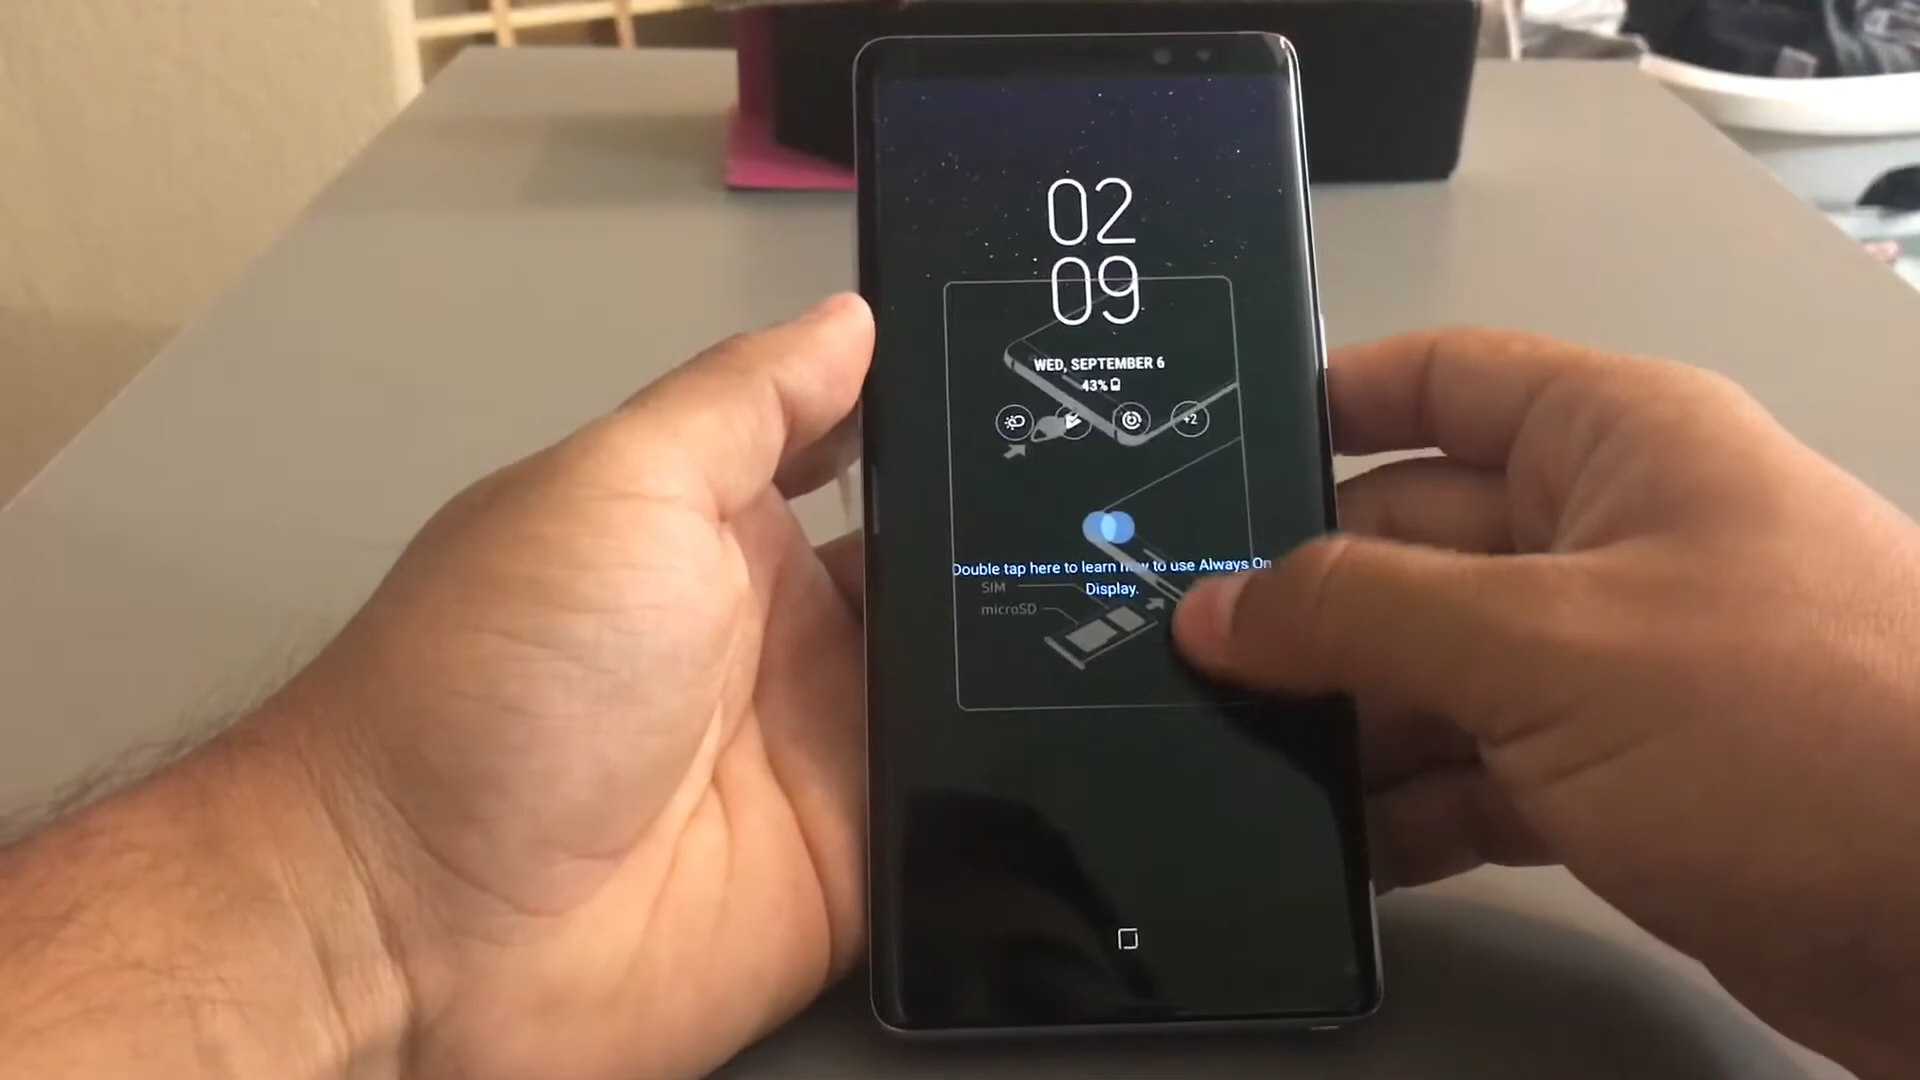 02
09
WED, SEPTEMBER 6
43%
+2
Double tap here to learn how to use Always On
Display.
SIM
microSD